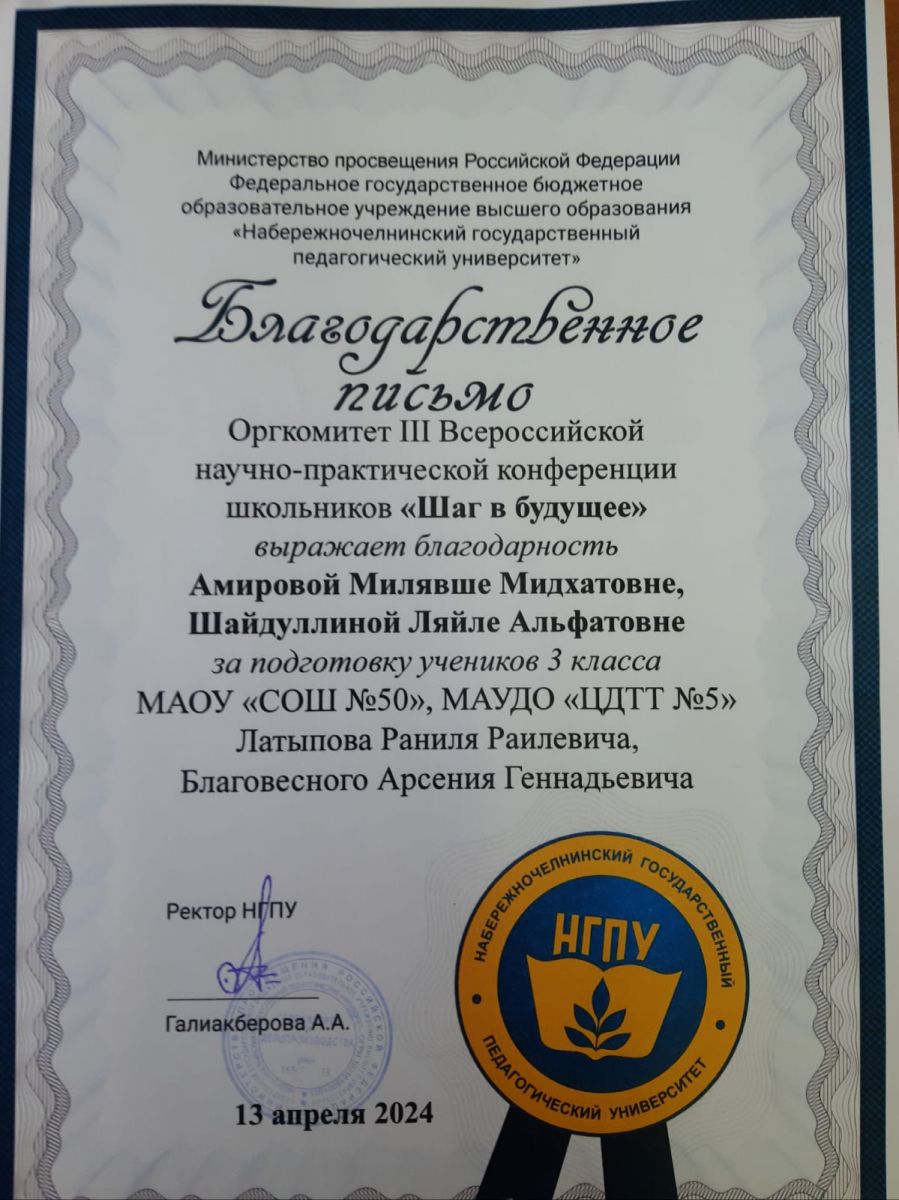 Министерство просвещения Российской Федерации
Федеральное государственное бюджетное
образовательное учреждение высшего образования
«Набережночелнинский государственный
педагогический университет»
Благодарственное
письмо
Оргкомитет III Всероссийской
научно-практической конференции
школьников «Шаг в будущее»
выражает благодарность
Амировой Милявше Мидхатовне,
Шайдуллиной Ляйле Альфатовне
за подготовку учеников 3 класса
МАОУ «СОШ №50», МАУДО «ЦДТТ №5»
Латыпова Раниля Раилевича,
Благовесного Арсения Геннадьевича
Ректор НГПУ
Галиакберова А.А.
13 апреля 2024
НАБЕРЕЖНОЧЕЛНИНСКИЙ ГОСУДАРСТВЕННЫЙ
НГПУ
ПЕДАГОГИЧЕСКИЙ УНИВЕРСИТЕТ